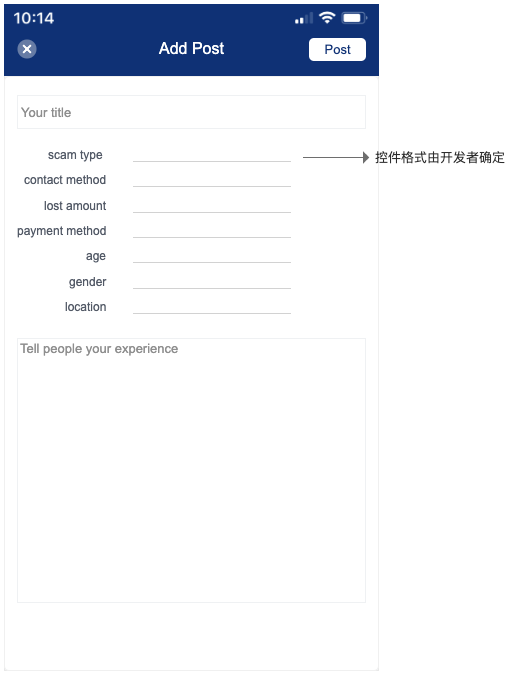 10:14
Add Post
Post
Your title
scam type
控件格式由开发者确定
contact method
lost amount
payment method
age
gender
location
Tell people your experience